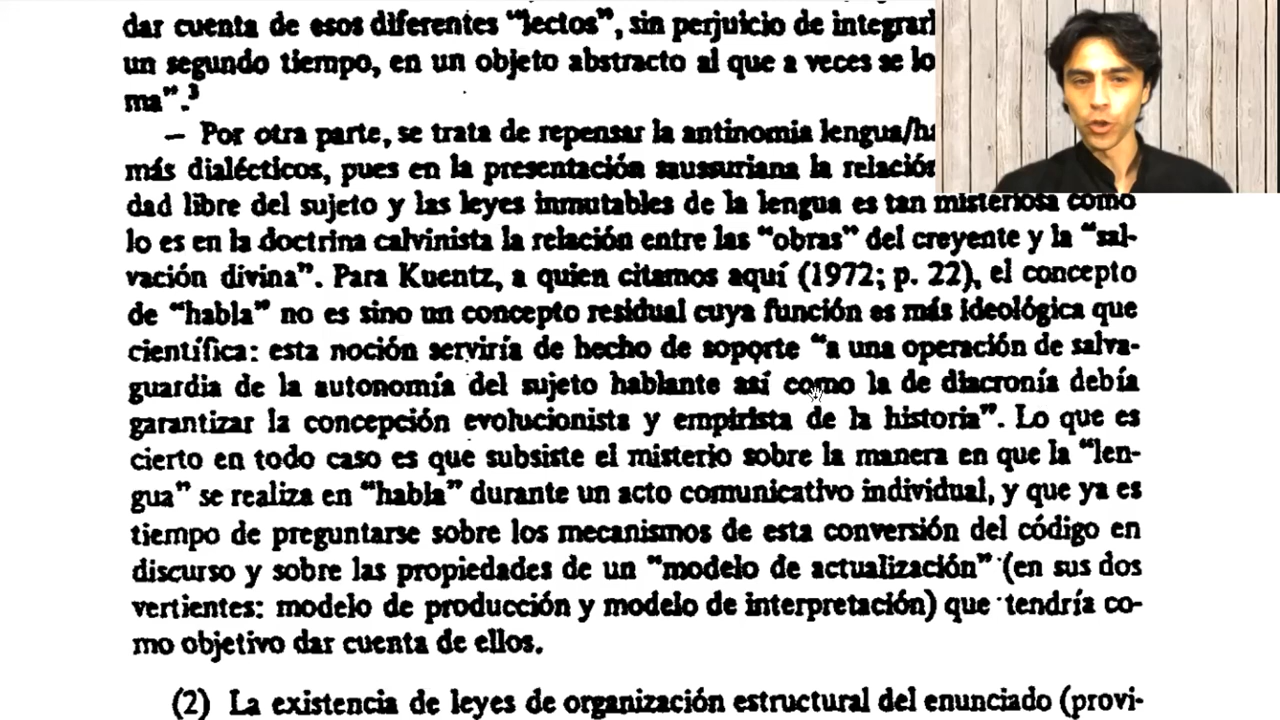 dar cuenta de esos diferentes “lectos”, sin perjuicio de integrarl
un segundo tiempo, en un objeto abstracto al que a veces se lo
ma”.³
— Por otra parte, se trata de repensar la antinomia lengua/ha
más dialécticos, pues en la presentación saussuriana la relación
dad libre del sujeto y las leyes inmutables de la lengua es tan misteriosa como
lo es en la doctrina calvinista la relación entre las “obras” del creyente y la “sal-
vación divina”. Para Kuentz, a quien citamos aquí (1972; p. 22), el concepto
de “habla” no es sino un concepto residual cuya función es más ideológica que
científica: esta noción serviría de hecho de soporte “a una operación de salva-
guardia de la autonomía del sujeto hablante así como la de diacronía debía
garantizar la concepción evolucionista y empirista de la historia”. Lo que es
cierto en todo caso es que subsiste el misterio sobre la manera en que la “len-
gua” se realiza en “habla” durante un acto comunicativo individual, y que ya es
tiempo de preguntarse sobre los mecanismos de esta conversión del código en
discurso y sobre las propiedades de un “modelo de actualización” (en sus dos
vertientes: modelo de producción y modelo de interpretación) que tendría co-
mo objetivo dar cuenta de ellos.
(2) La existencia de leyes de organización estructural del enunciado (provi-